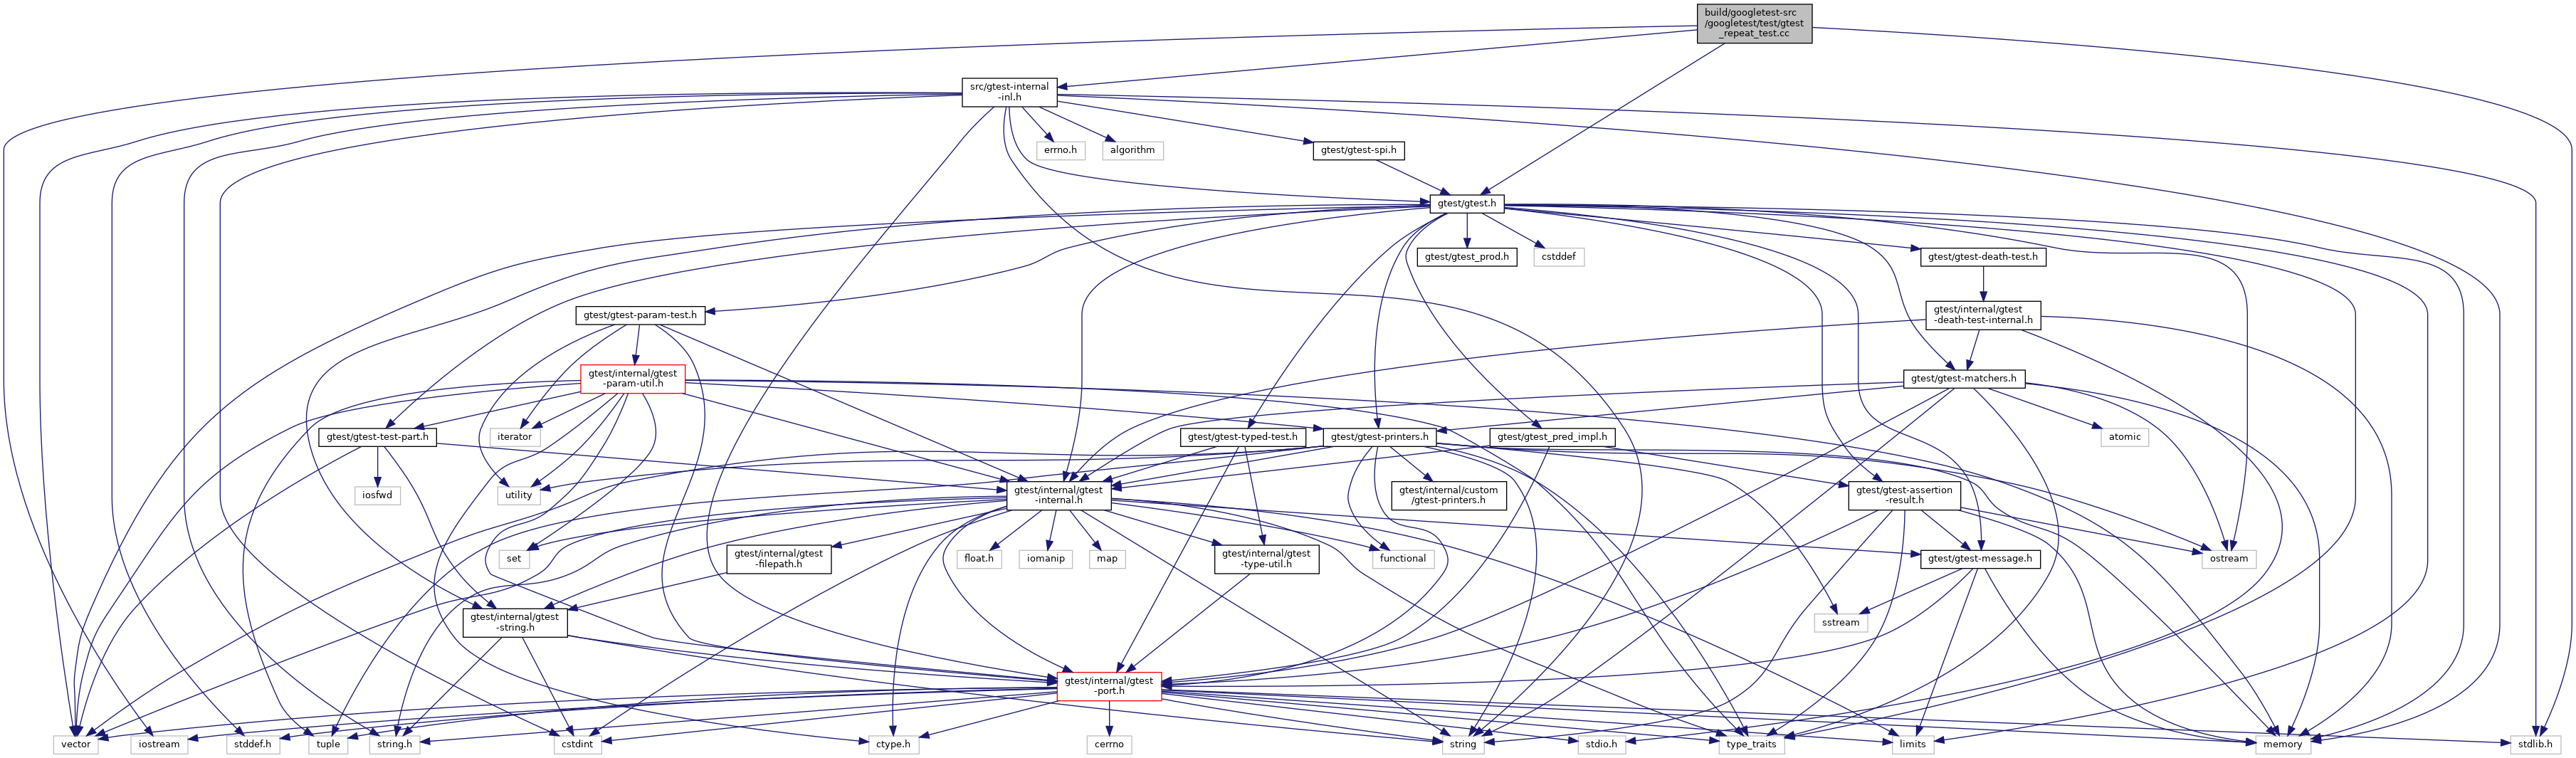 build/googletest-src
/googletest/test/gtest
_repeat_test.cc
src/gtest-internal
-inl.h
errno.h
algorithm
gtest/gtest-spi.h
gtest/gtest.h
gtest/gtest_prod.h
cstddef
gtest/gtest-death-test.h
gtest/gtest-param-test.h
gtest/internal/gtest
-death-test-internal.h
gtest/internal/gtest
-param-util.h
gtest/gtest-matchers.h
gtest/gtest-test-part.h
iterator
gtest/gtest-typed-test.h
gtest/gtest-printers.h
gtest/gtest_pred_impl.h
atomic
iosfwd
utility
gtest/internal/gtest
-internal.h
gtest/internal/custom
/gtest-printers.h
gtest/gtest-assertion
-result.h
set
gtest/internal/gtest
-filepath.h
float.h
iomanip
map
gtest/internal/gtest
-type-util.h
functional
gtest/gtest-message.h
ostream
gtest/internal/gtest
-string.h
sstream
gtest/internal/gtest
-port.h
vector
iostream
stddef.h
tuple
string.h
cstdint
ctype.h
cerrno
string
stdio.h
type_traits
limits
memory
stdlib.h